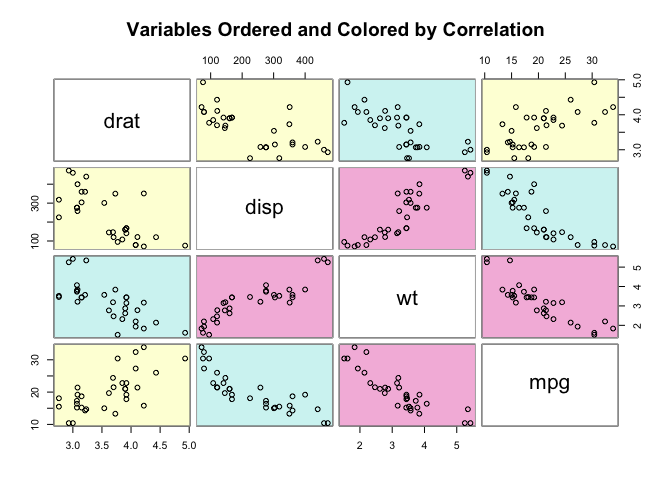 Variables Ordered and Colored by Correlation
100 200 300 400
10 15 20 25 30
drat
3.0 4.0 5.0
100 300
disp
wt
2 3 4 5
10 20 30
mpg
3.0 3.5 4.0 4.5 5.0
2 3 4 5